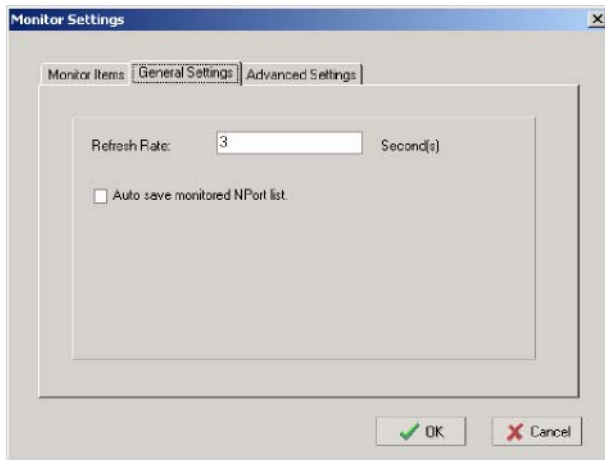 Monitor Settings
Monitor Items General Settings Advanced Settings
Refresh Rate: 3 Second(s)
Auto save monitored NPort list.
OK Cancel